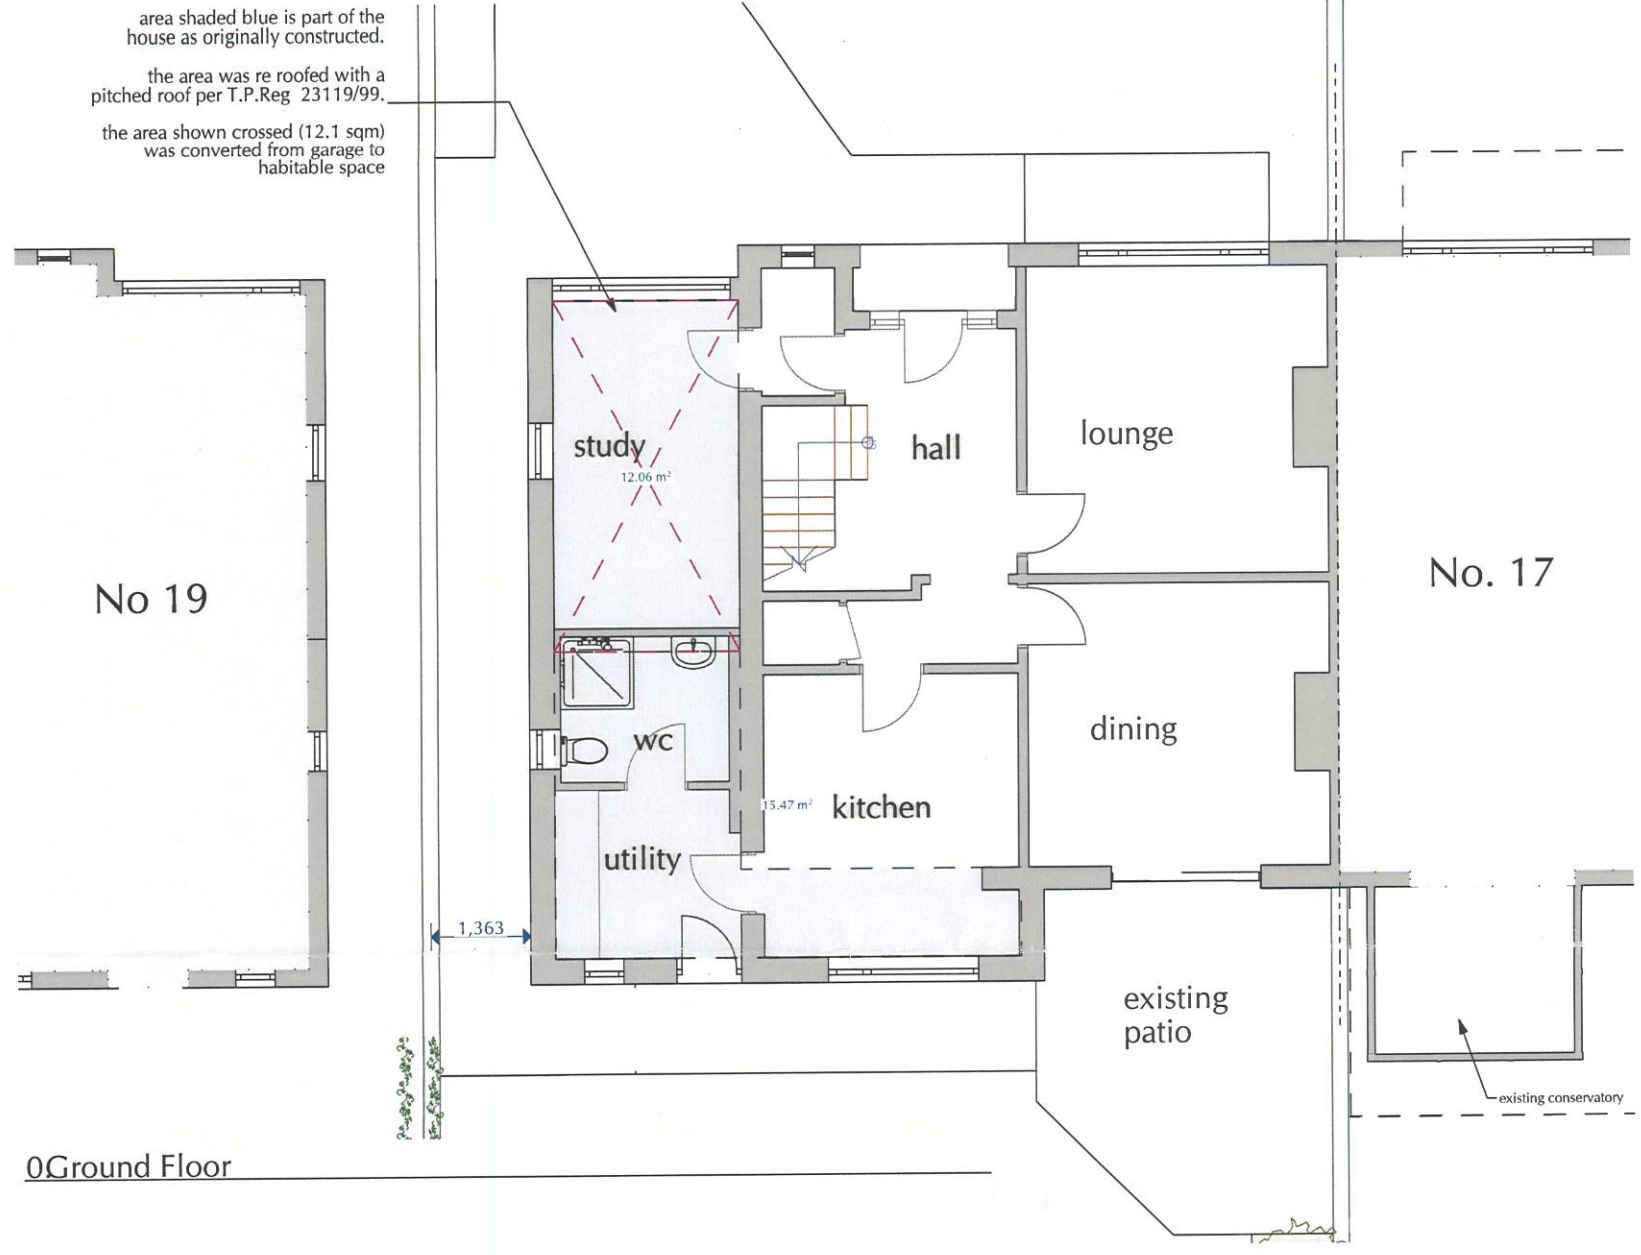 area shaded blue is part of the
house as originally constructed.
the area was re roofed with a
pitched roof per T.P.Reg 23119/99.
the area shown crossed (12.1 sqm)
was converted from garage to
habitable space
study
12.06 m²
hall
lounge
No 19
No. 17
wc
dining
15.47 m²
kitchen
utility
1,363
existing
patio
existing conservatory
0.Ground Floor